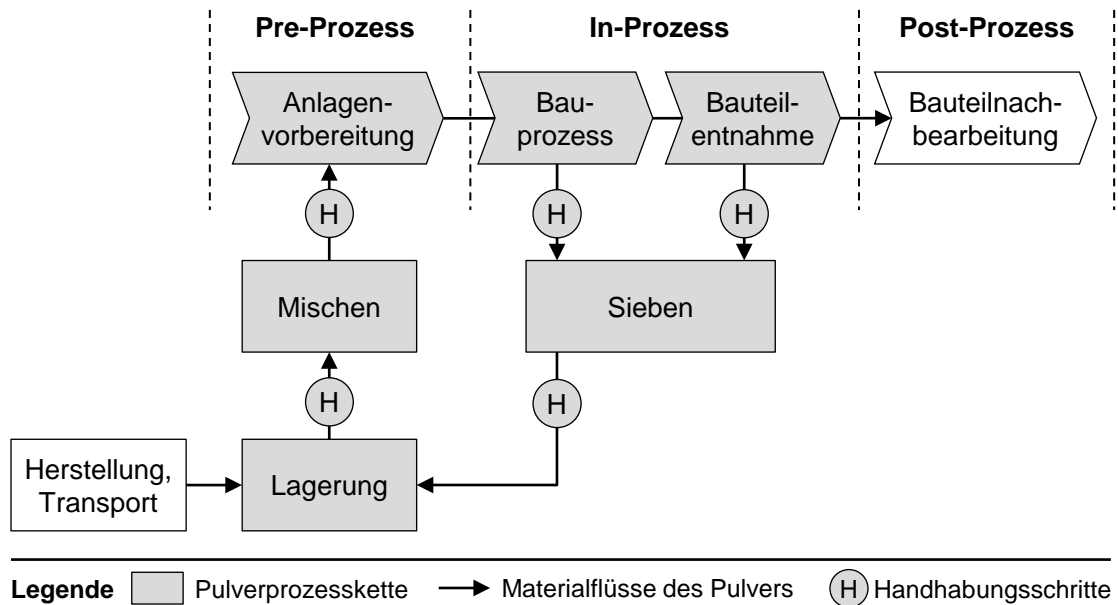 Pre-Prozess In-Prozess Post-Prozess
Anlagen-
vorbereitung
Bau-
prozess
Bauteil-
entnahme
Bauteilnach-
bearbeitung
H H H
Mischen Sieben
H H
Herstellung,
Transport
Lagerung
Legende Pulverprozesskette Materialflüsse des Pulvers H Handhabungsschritte